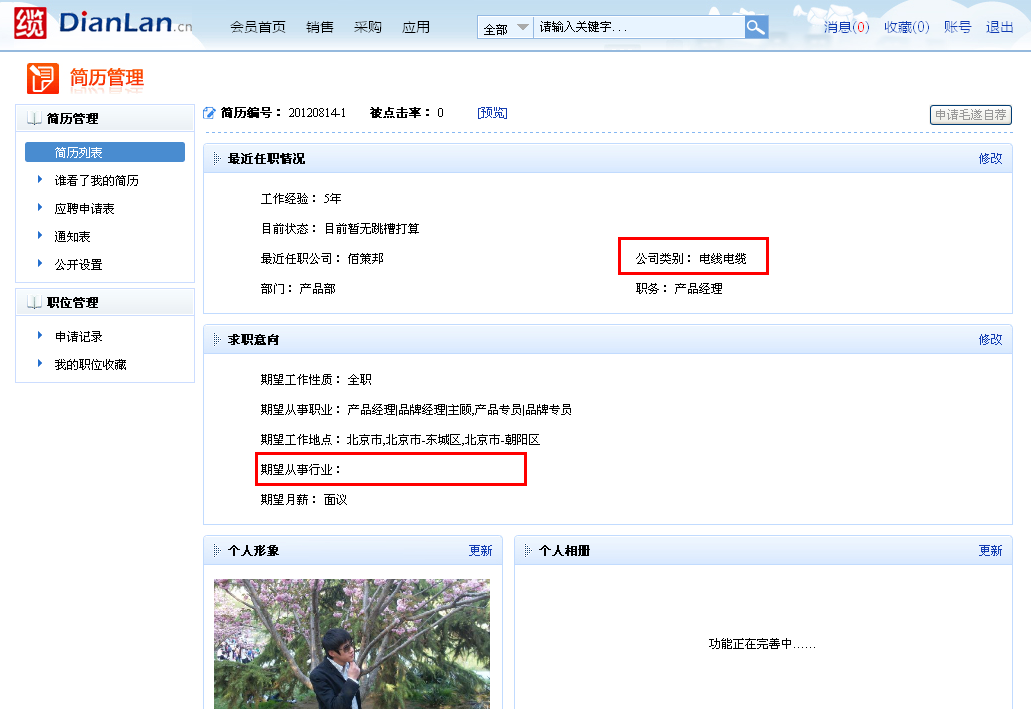 缆 DianLan.cn 会员首页 销售 采购 应用 全部 请输入关键字... 消息(0) 收藏(0) 账号 退出
简历管理
简历管理
简历列表
谁看了我的简历
应聘申请表
通知表
公开设置
职位管理
申请记录
我的职位收藏
简历编号： 20120814-1 被点击率： 0 [预览] 申请毛遂自荐
最近任职情况 修改
工作经验： 5年
目前状态： 目前暂无跳槽打算
最近任职公司： 佰策邦 公司类别： 电线电缆
部门： 产品部 职务： 产品经理
求职意向 修改
期望工作性质： 全职
期望从事职业： 产品经理|品牌经理|主顾,产品专员|品牌专员
期望工作地点： 北京市,北京市-东城区,北京市-朝阳区
期望从事行业：
期望月薪： 面议
个人形象 更新
个人相册 更新
功能正在完善中……